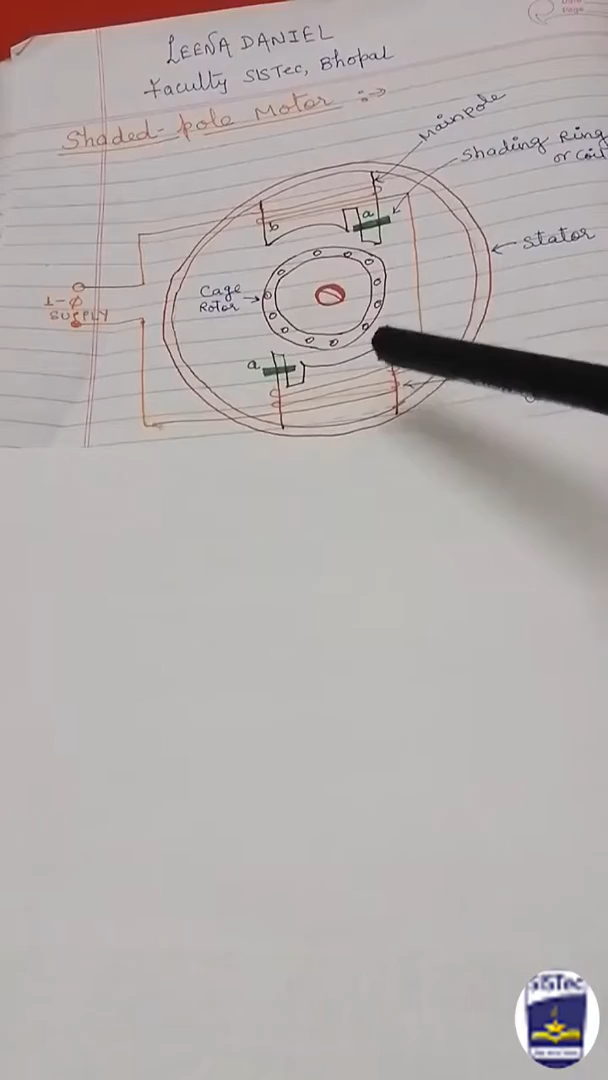 LEENA DANIEL
Faculty SISTec, Bhopal
Shaded-pole Motor :→
Main pole
Shading Ring
or Coil
a
b
Stator
Cage
Rotor
1-Φ
SUPPLY
a
SISTec